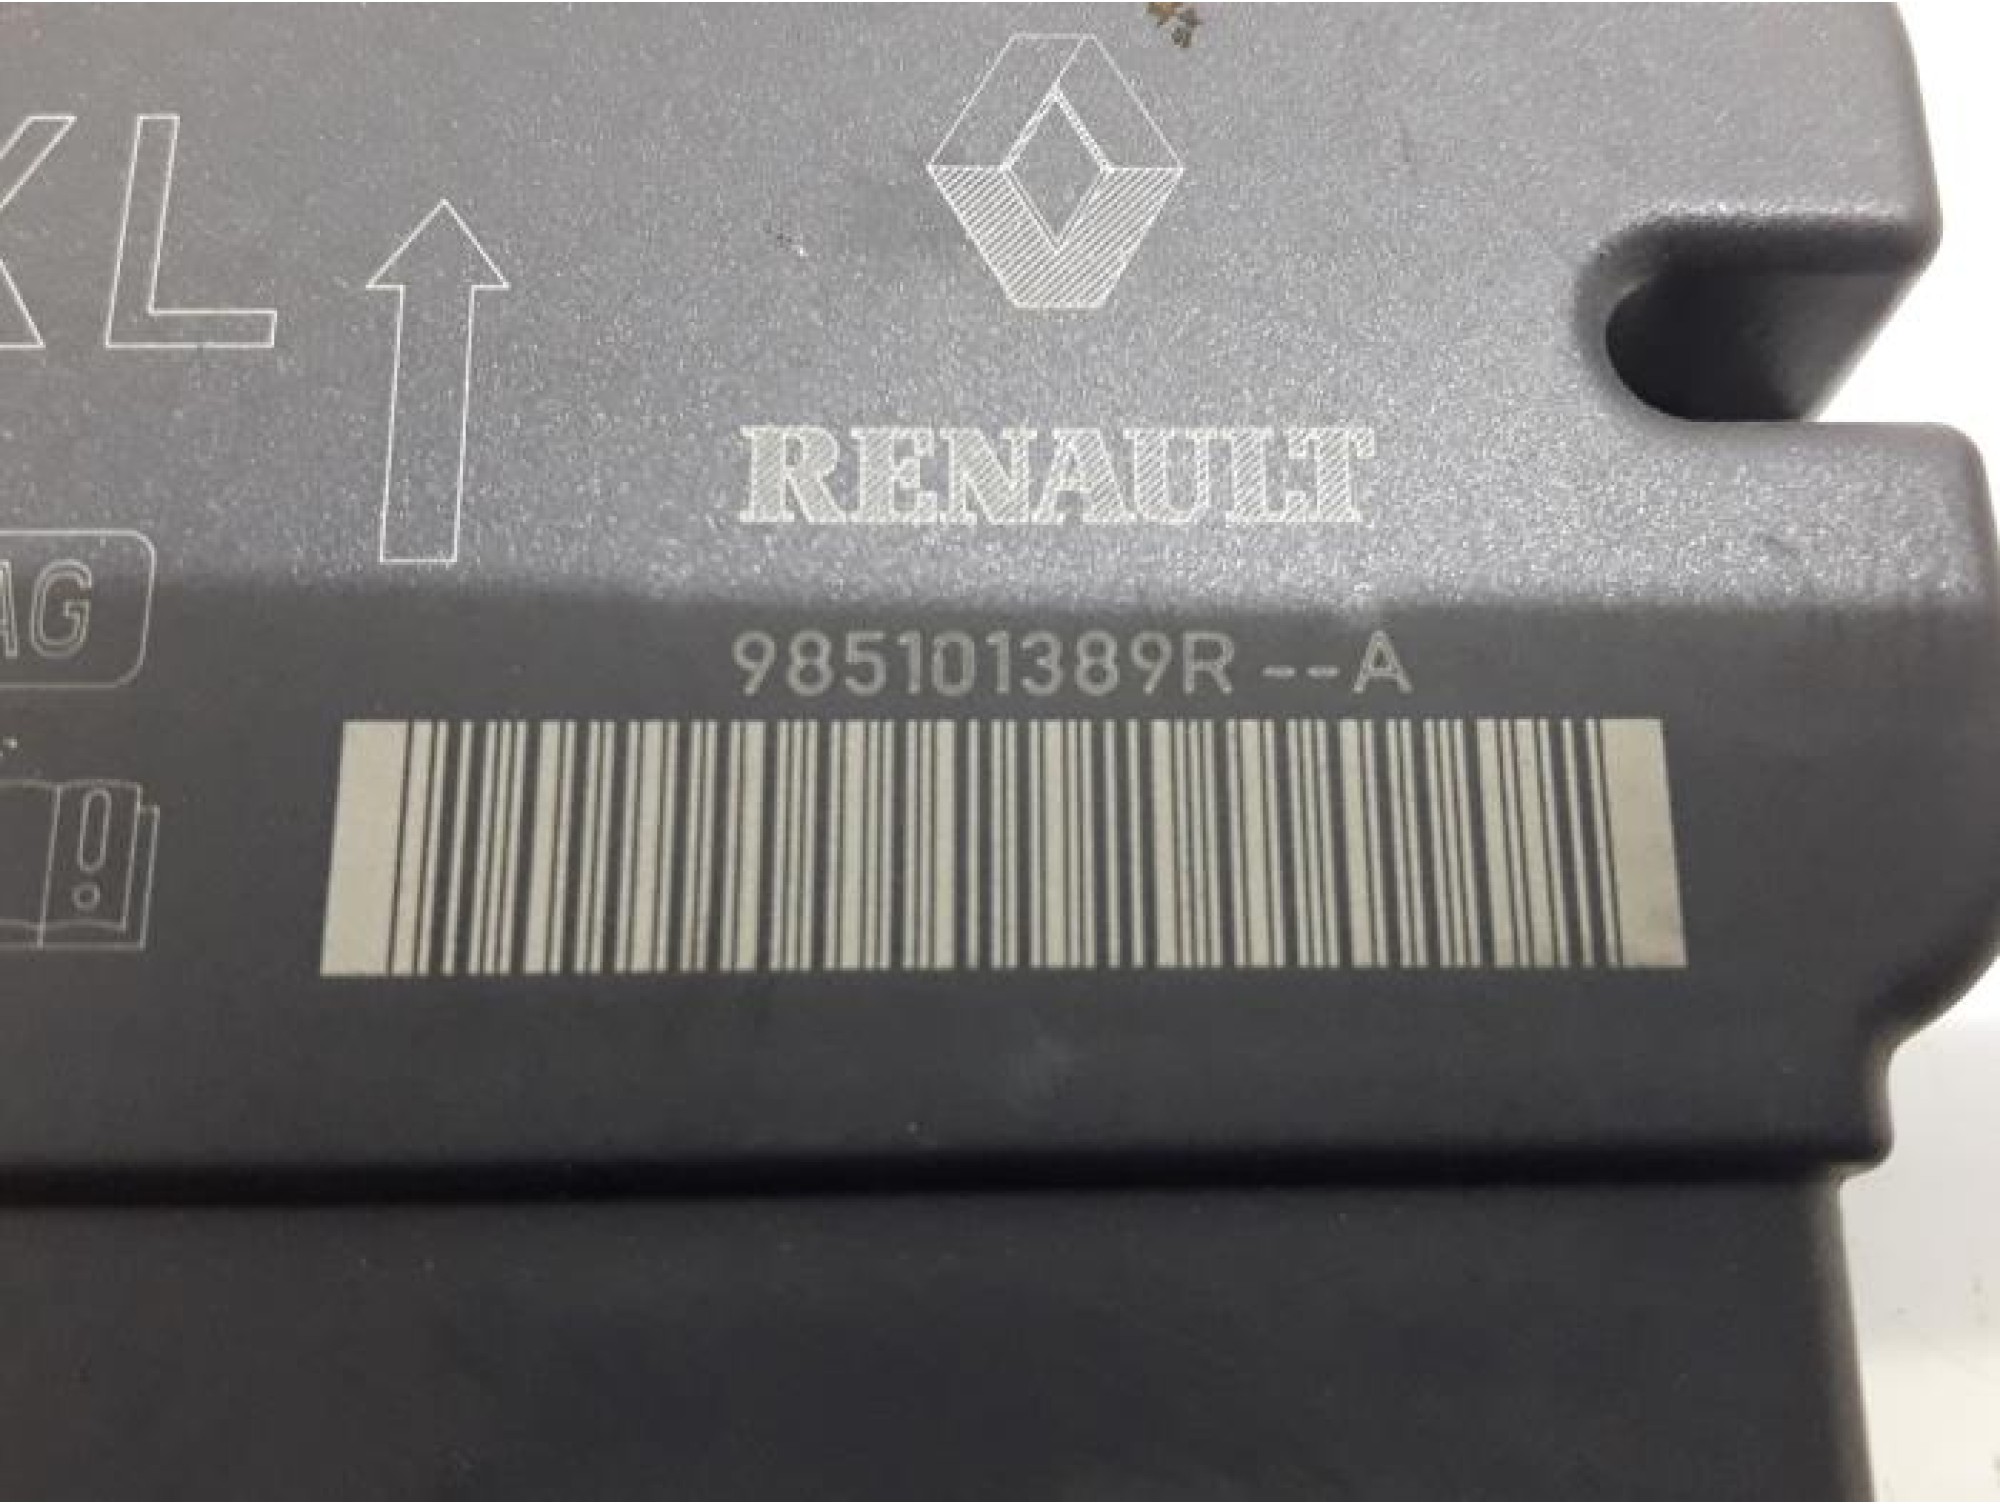 XL
RENAULT
AG
985101389R--A